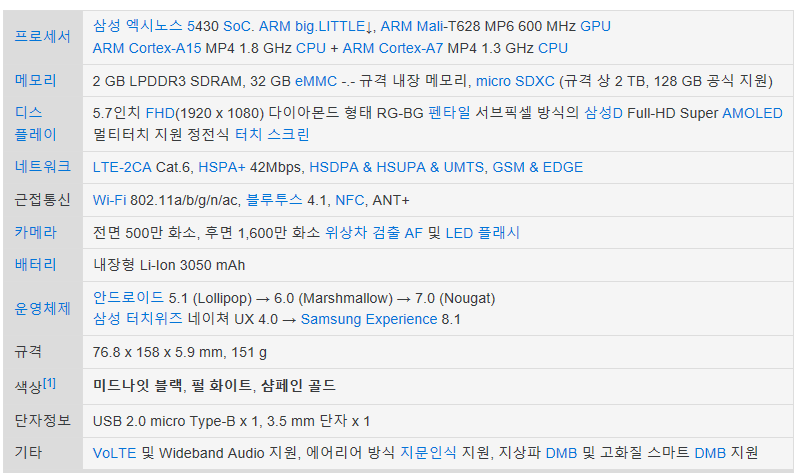 프로세서
삼성 엑시노스 5430 SoC. ARM big.LITTLE↓, ARM Mali-T628 MP6 600 MHz GPU
ARM Cortex-A15 MP4 1.8 GHz CPU + ARM Cortex-A7 MP4 1.3 GHz CPU
메모리
2 GB LPDDR3 SDRAM, 32 GB eMMC -.- 규격 내장 메모리, micro SDXC (규격 상 2 TB, 128 GB 공식 지원)
디스
플레이
5.7인치 FHD(1920 x 1080) 다이아몬드 형태 RG-BG 펜타일 서브픽셀 방식의 삼성D Full-HD Super AMOLED
멀티터치 지원 정전식 터치 스크린
네트워크
LTE-2CA Cat.6, HSPA+ 42Mbps, HSDPA & HSUPA & UMTS, GSM & EDGE
근접통신
Wi-Fi 802.11a/b/g/n/ac, 블루투스 4.1, NFC, ANT+
카메라
전면 500만 화소, 후면 1,600만 화소 위상차 검출 AF 및 LED 플래시
배터리
내장형 Li-Ion 3050 mAh
운영체제
안드로이드 5.1 (Lollipop) → 6.0 (Marshmallow) → 7.0 (Nougat)
삼성 터치위즈 네이쳐 UX 4.0 → Samsung Experience 8.1
규격
76.8 x 158 x 5.9 mm, 151 g
색상[1]
미드나잇 블랙, 펄 화이트, 샴페인 골드
단자정보
USB 2.0 micro Type-B x 1, 3.5 mm 단자 x 1
기타
VoLTE 및 Wideband Audio 지원, 에어리어 방식 지문인식 지원, 지상파 DMB 및 고화질 스마트 DMB 지원